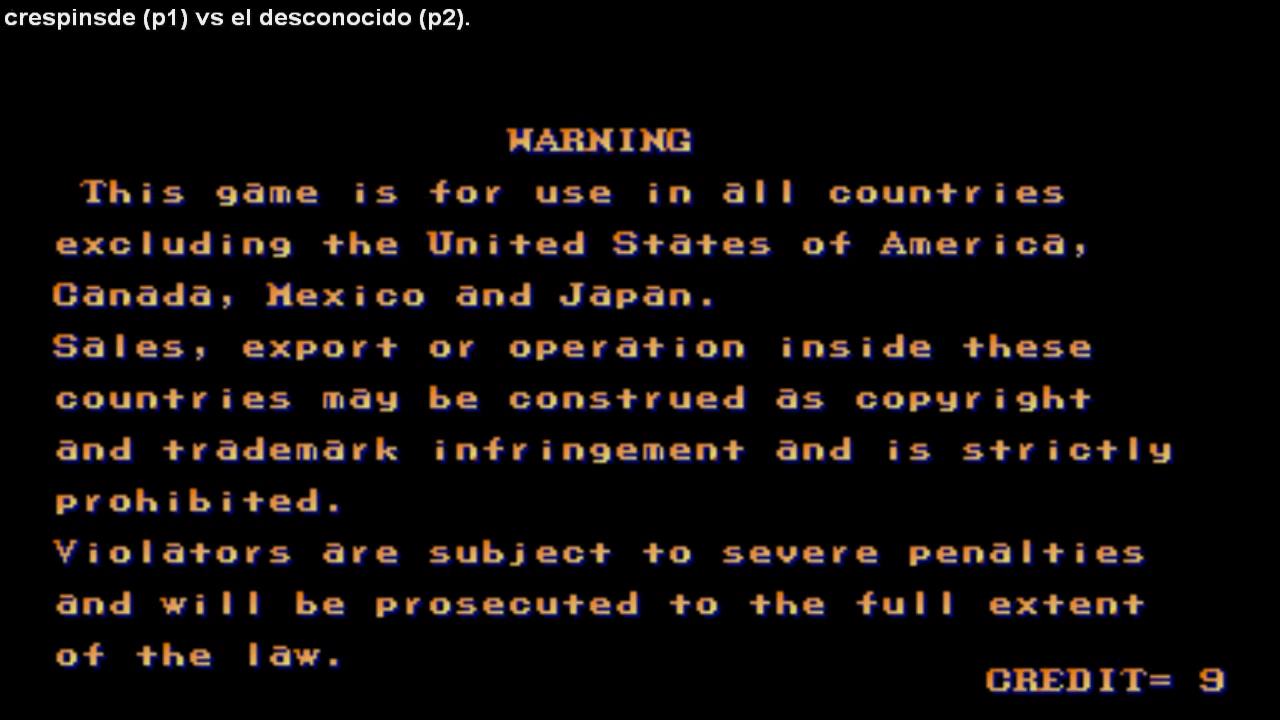 crespinsde (p1) vs el desconocido (p2).
WARNING
This game is for use in all countries
excluding the United States of America,
Canada, Mexico and Japan.
Sales, export or operation inside these
countries may be construed as copyright
and trademark infringement and is strictly
prohibited.
Violators are subject to severe penalties
and will be prosecuted to the full extent
of the law.
CREDIT= 9